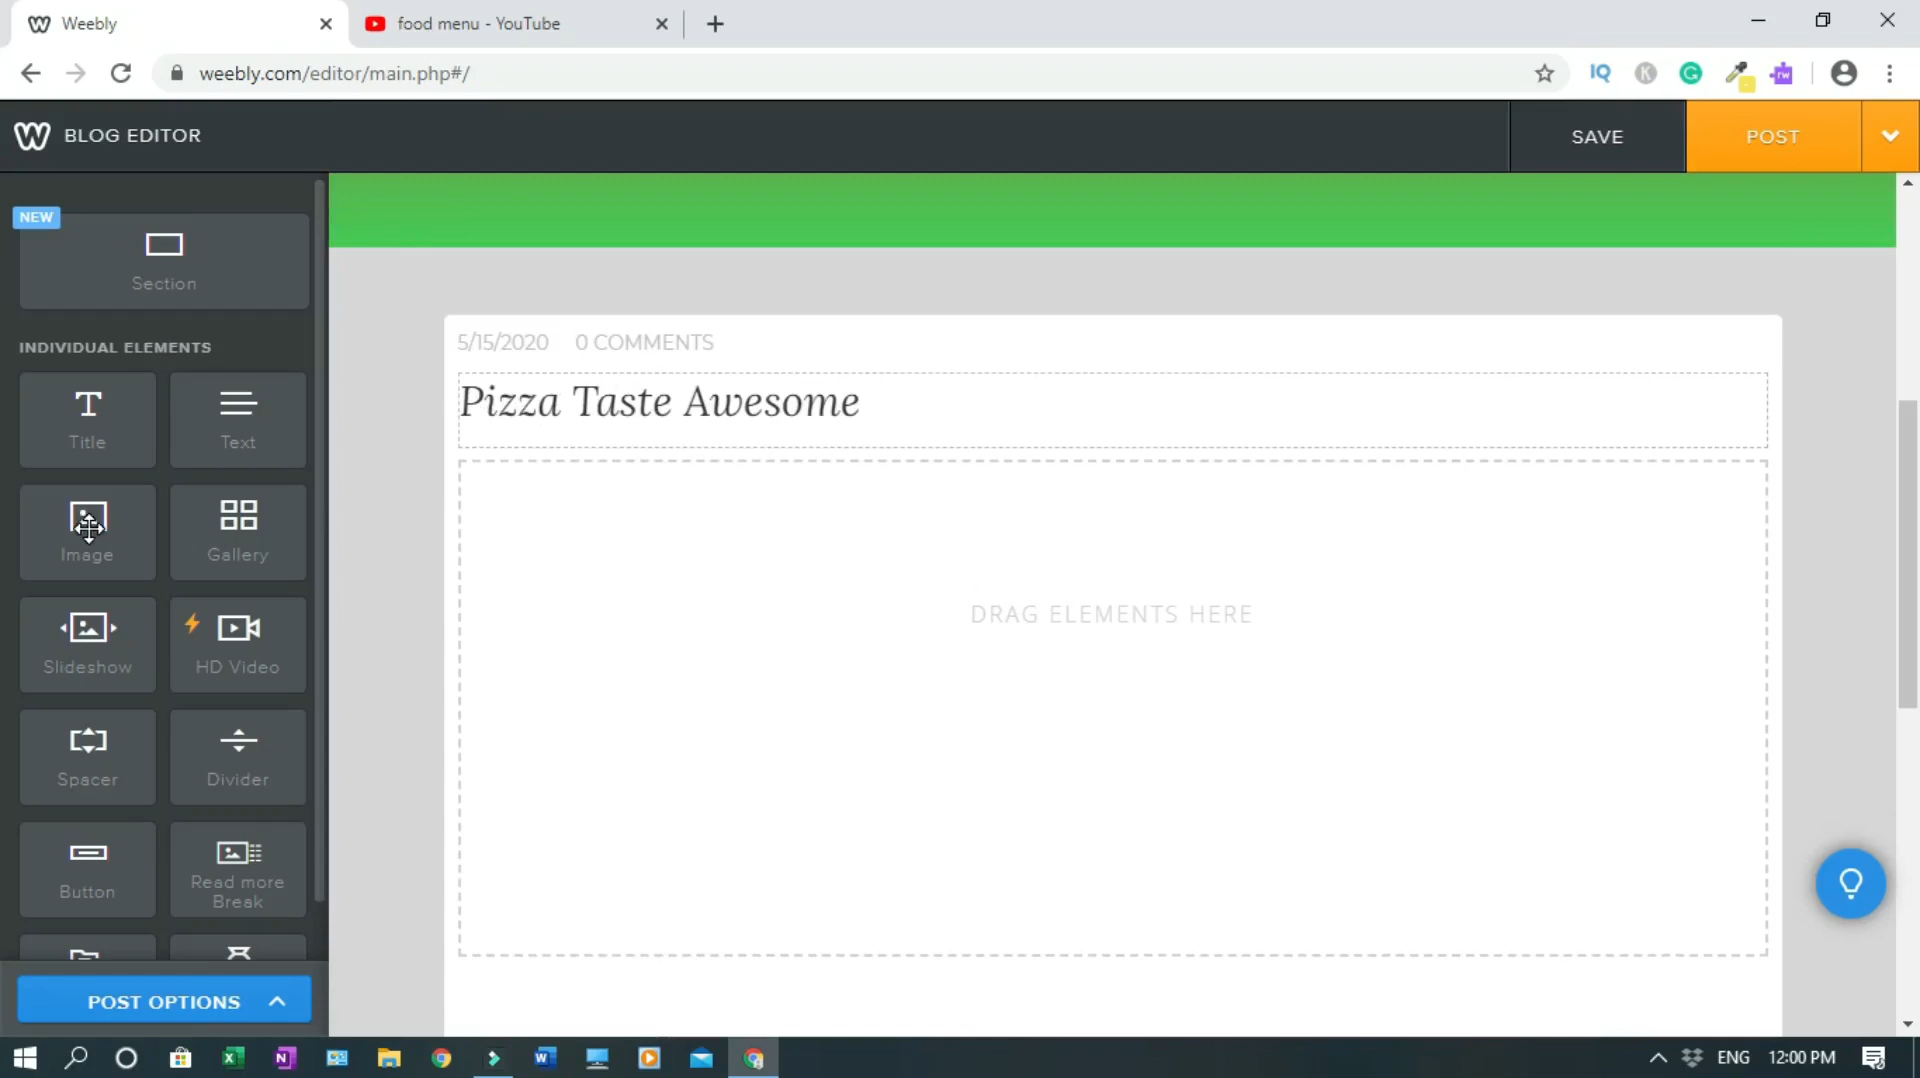 Weebly
food menu - YouTube
weebly.com/editor/main.php#/
IQ
K
G
rw
BLOG EDITOR
SAVE
POST
NEW
Section
INDIVIDUAL ELEMENTS
Title
Text
Image
Gallery
Slideshow
HD Video
Spacer
Divider
Button
Read more
Break
POST OPTIONS
5/15/2020 0 COMMENTS
Pizza Taste Awesome
DRAG ELEMENTS HERE
ENG 12:00 PM